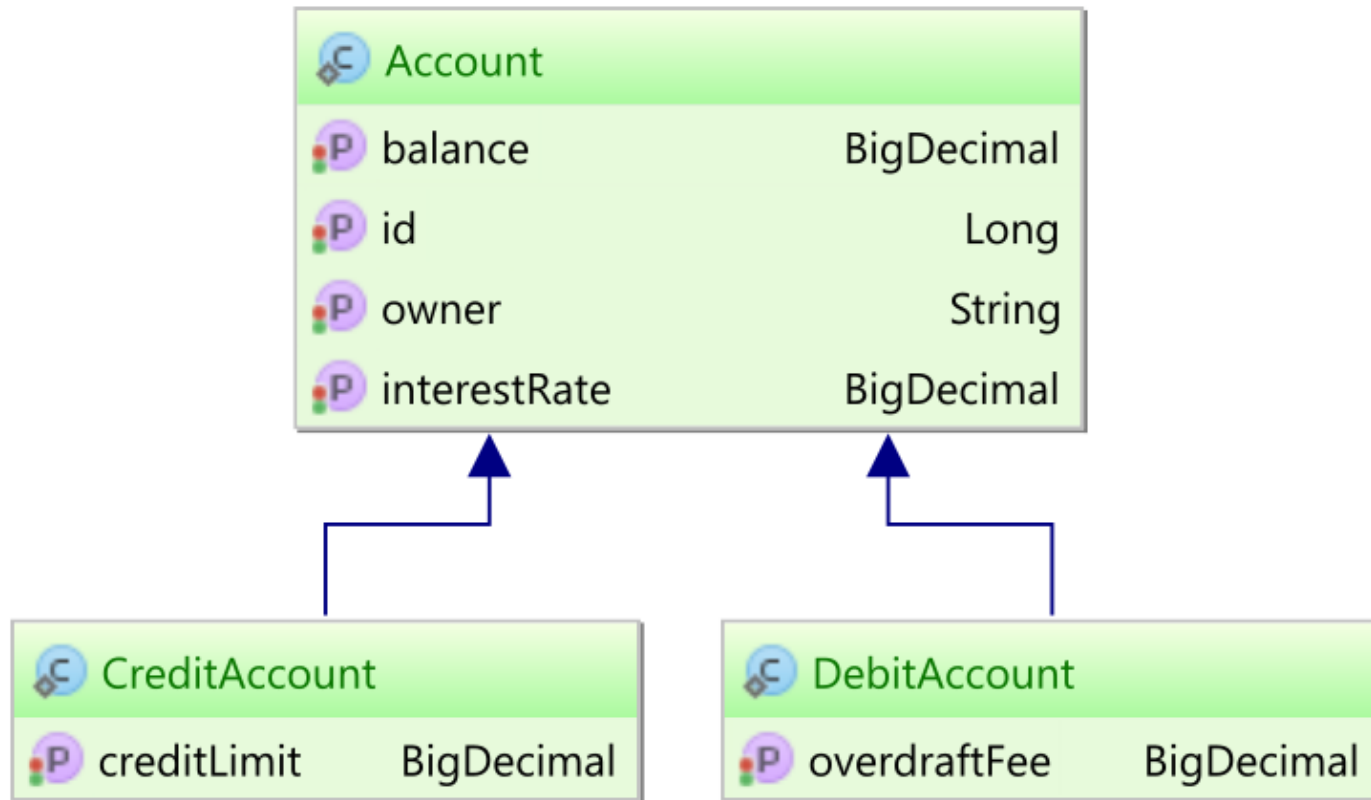 C Account
P balance BigDecimal
P id Long
P owner String
P interestRate BigDecimal
C CreditAccount
P creditLimit BigDecimal
C DebitAccount
P overdraftFee BigDecimal